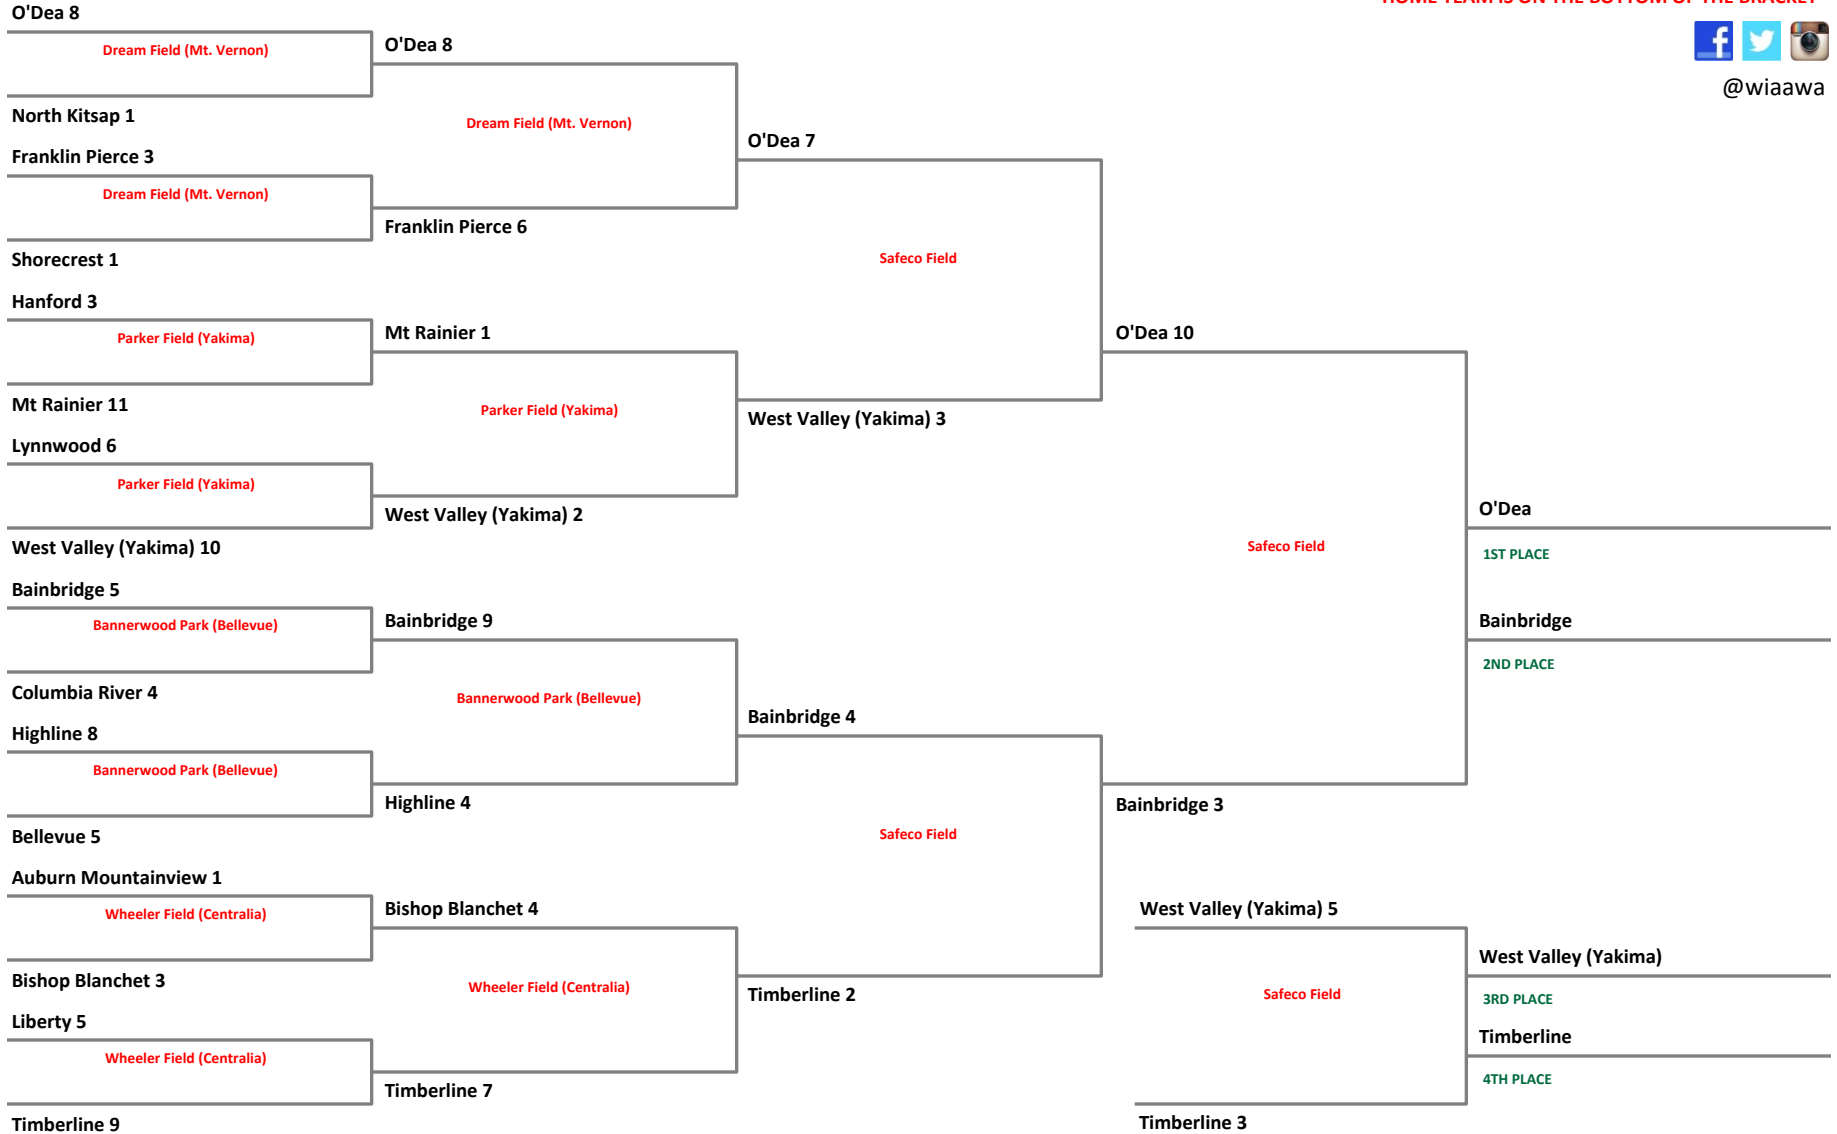 HOME TEAM IS ON THE BOTTOM OF THE BRACKET
@wiaawa
O'Dea 8
Dream Field (Mt. Vernon)
North Kitsap 1
Franklin Pierce 3
Dream Field (Mt. Vernon)
Shorecrest 1
Hanford 3
Parker Field (Yakima)
Mt Rainier 11
Lynnwood 6
Parker Field (Yakima)
West Valley (Yakima) 10
Bainbridge 5
Bannerwood Park (Bellevue)
Columbia River 4
Highline 8
Bannerwood Park (Bellevue)
Bellevue 5
Auburn Mountainview 1
Wheeler Field (Centralia)
Bishop Blanchet 3
Liberty 5
Wheeler Field (Centralia)
Timberline 9
O'Dea 8
Dream Field (Mt. Vernon)
Franklin Pierce 6
Mt Rainier 1
Parker Field (Yakima)
West Valley (Yakima) 2
Bainbridge 9
Bannerwood Park (Bellevue)
Highline 4
Bishop Blanchet 4
Wheeler Field (Centralia)
Timberline 7
O'Dea 7
Safeco Field
West Valley (Yakima) 3
Bainbridge 4
Safeco Field
Timberline 2
O'Dea 10
Safeco Field
Bainbridge 3
West Valley (Yakima) 5
Safeco Field
Timberline 3
O'Dea
1ST PLACE
Bainbridge
2ND PLACE
West Valley (Yakima)
3RD PLACE
Timberline
4TH PLACE